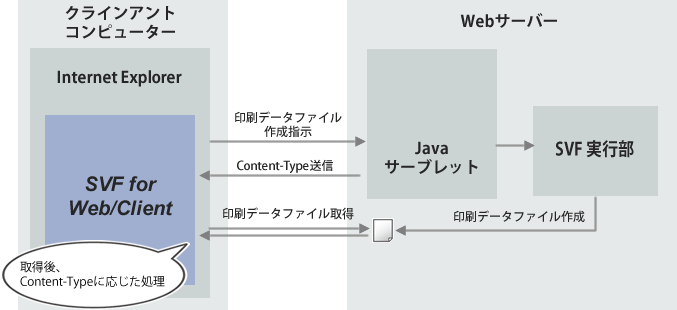 クラインアント
コンピューター
Webサーバー
Internet Explorer
印刷データファイル
作成指示
Java
サーブレット
SVF 実行部
Content-Type送信
SVF for
Web/Client
印刷データファイル取得
印刷データファイル作成
取得後、
Content-Typeに応じた処理